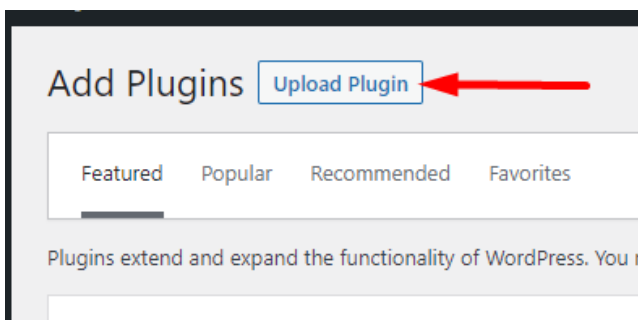 Add Plugins Upload Plugin
Featured Popular Recommended Favorites
Plugins extend and expand the functionality of WordPress. You